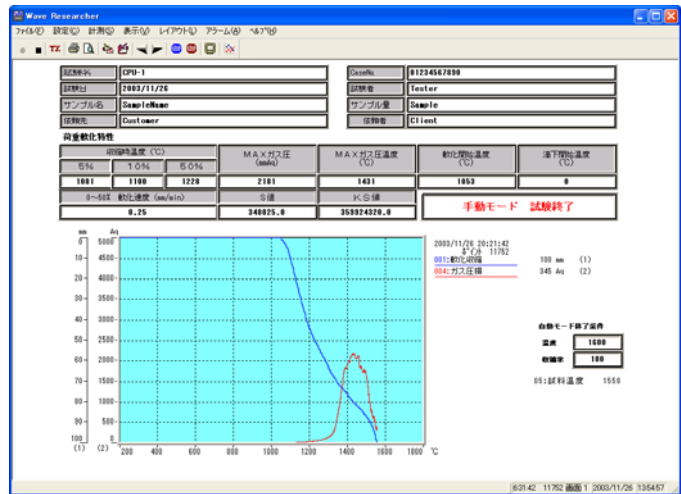 Wave Researcher
ファイル(F) 設定(C) 計測(S) 表示(V) レイアウト(L) アラーム(A) ヘルプ(H)
試験名 CPU-1 CaseNo. 01234567890
試験日 2003/11/26 試験者 Tester
サンプル名 SampleName サンプル量 Sample
依頼先 Customer 依頼者 Client
荷重軟化特性
収縮時温度 (℃) MAXガス圧 (mmAq) MAXガス圧温度 (℃) 軟化開始温度 (℃) 滴下開始温度 (℃)
5% 10% 50%
1081 1100 1228 2181 1431 1053 0
0~50% 軟化速度 (mm/min) S値 KS値
0.25 348025.0 359924320.0
手動モード 試験終了
mm Aq
0 5000
10 4500
20 4000
30 3500
40 3000
50 2500
60 2000
70 1500
80 1000
90 500
100 0
(1) (2) 200 400 600 800 1000 1200 1400 1600 1800 ℃
2003/11/26 20:21:42
ポイント 11752
001:軟化収縮 100 mm (1)
004:ガス圧損 345 Aq (2)
自動モード終了条件
温度 1600
収縮率 100
05:試料温度 1550
63142 11752 画面1 2003/11/26 135457